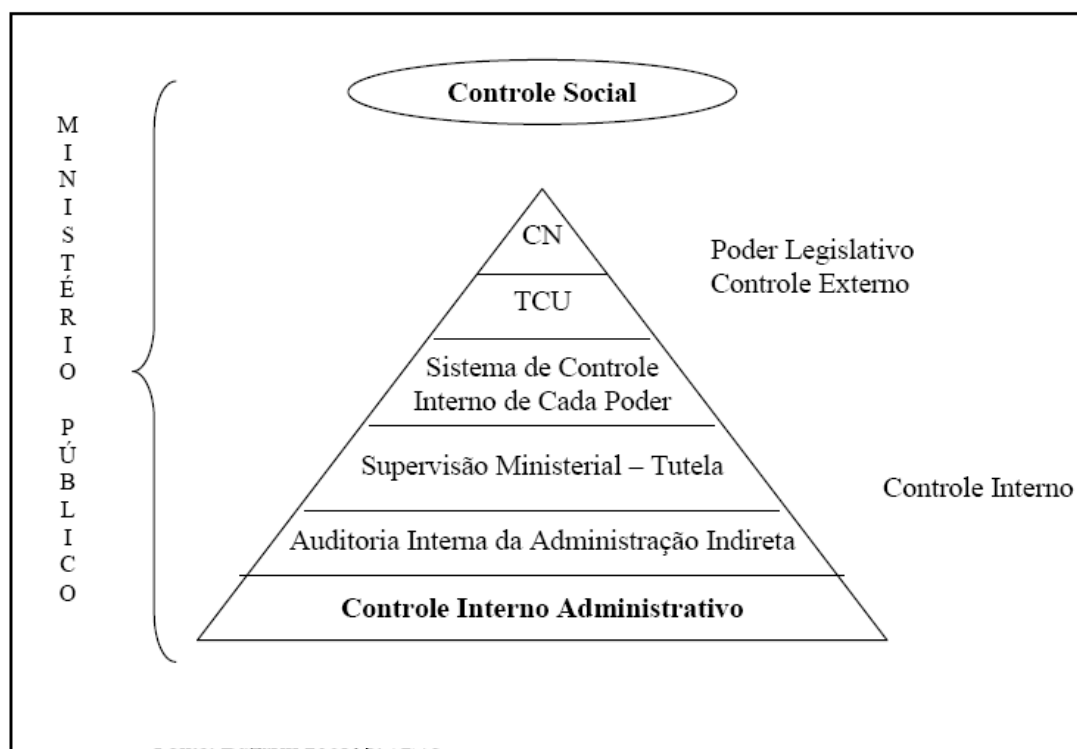 Controle Social
MINISTÉRIO PÚBLICO
CN
Poder Legislativo
Controle Externo
TCU
Sistema de Controle
Interno de Cada Poder
Supervisão Ministerial – Tutela
Controle Interno
Auditoria Interna da Administração Indireta
Controle Interno Administrativo